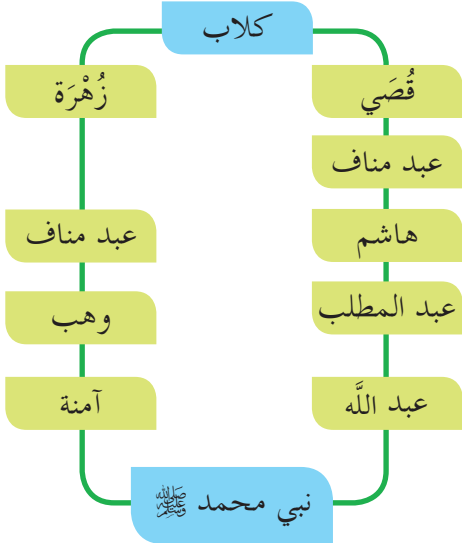 كلاب
قُصَي
زُهْرَة
عبد مناف
هاشم
عبد مناف
عبد المطلب
وهب
عبد اللَّه
آمنة
نبي محمد ﷺ